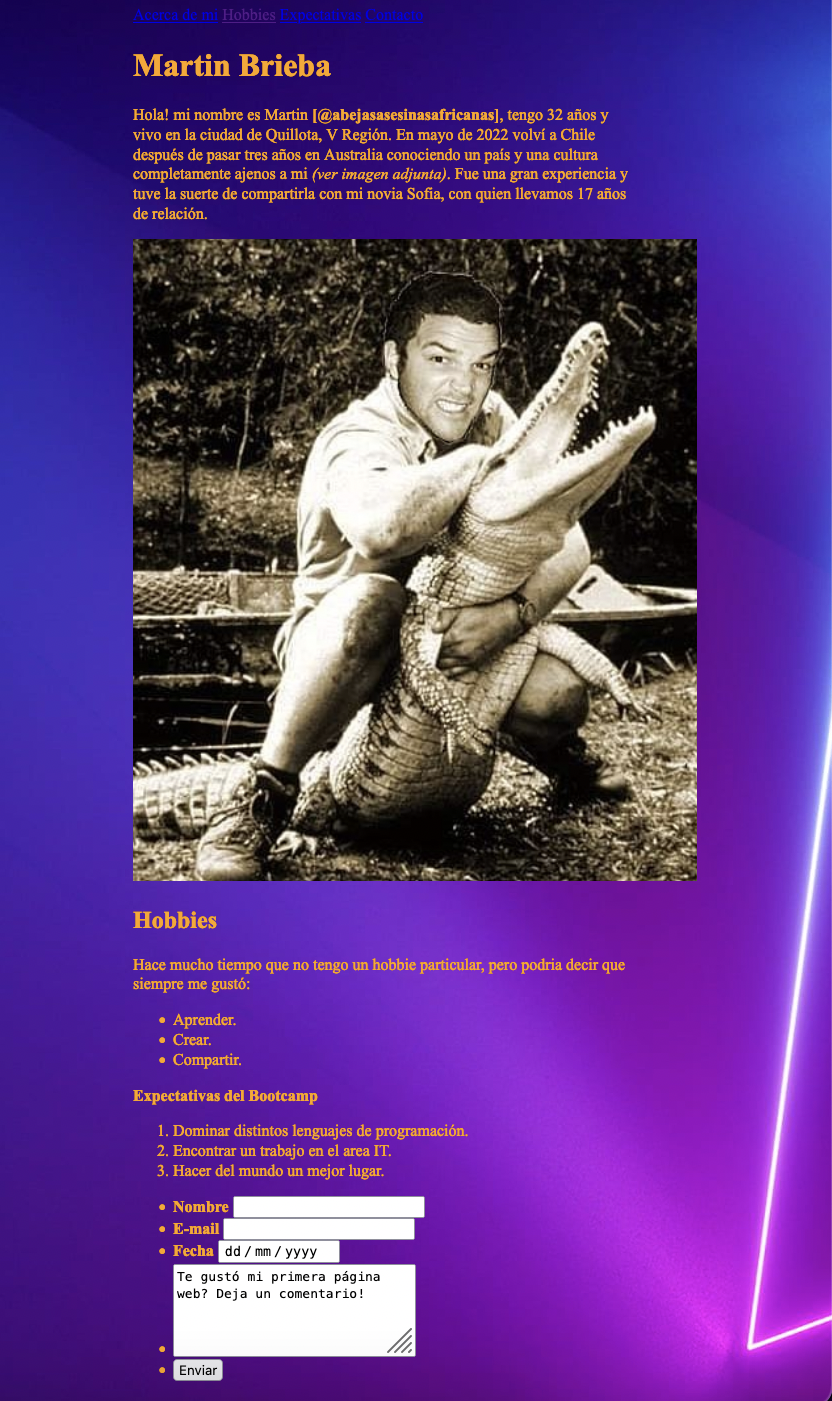 Acerca de mi Hobbies Expectativas Contacto
Martin Brieba
Hola! mi nombre es Martin [@abejasasesinasafricanas], tengo 32 años y
vivo en la ciudad de Quillota, V Región. En mayo de 2022 volví a Chile
después de pasar tres años en Australia conociendo un país y una cultura
completamente ajenos a mi (ver imagen adjunta). Fue una gran experiencia y
tuve la suerte de compartirla con mi novia Sofia, con quien llevamos 17 años
de relación.
Hobbies
Hace mucho tiempo que no tengo un hobbie particular, pero podria decir que
siempre me gustó:
• Aprender.
• Crear.
• Compartir.
Expectativas del Bootcamp
1. Dominar distintos lenguajes de programación.
2. Encontrar un trabajo en el area IT.
3. Hacer del mundo un mejor lugar.
• Nombre
• E-mail
• Fecha dd/mm/yyyy
Te gustó mi primera página
web? Deja un comentario!
• Enviar